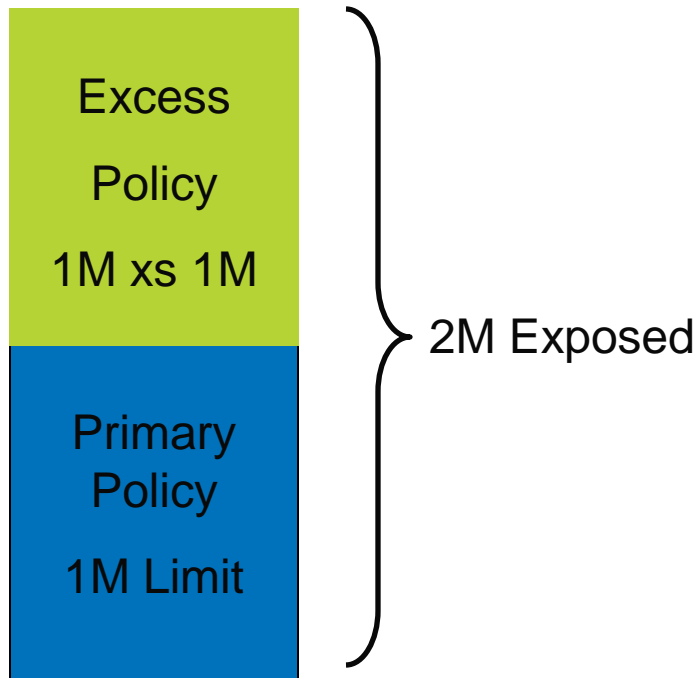 Excess
Policy
1M xs 1M
2M Exposed
Primary
Policy
1M Limit